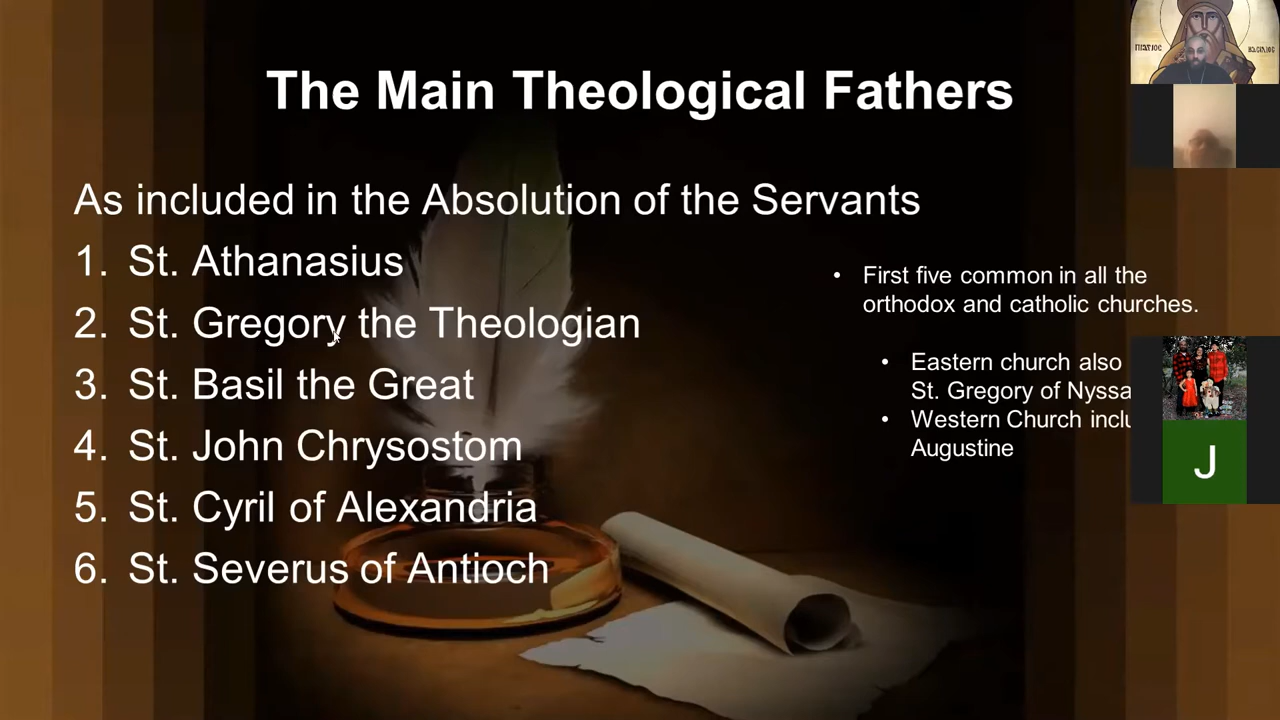 The Main Theological Fathers
As included in the Absolution of the Servants
1. St. Athanasius
2. St. Gregory the Theologian
3. St. Basil the Great
4. St. John Chrysostom
5. St. Cyril of Alexandria
6. St. Severus of Antioch
• First five common in all the
orthodox and catholic churches.
• Eastern church also
St. Gregory of Nyssa
• Western Church
Augustine
J